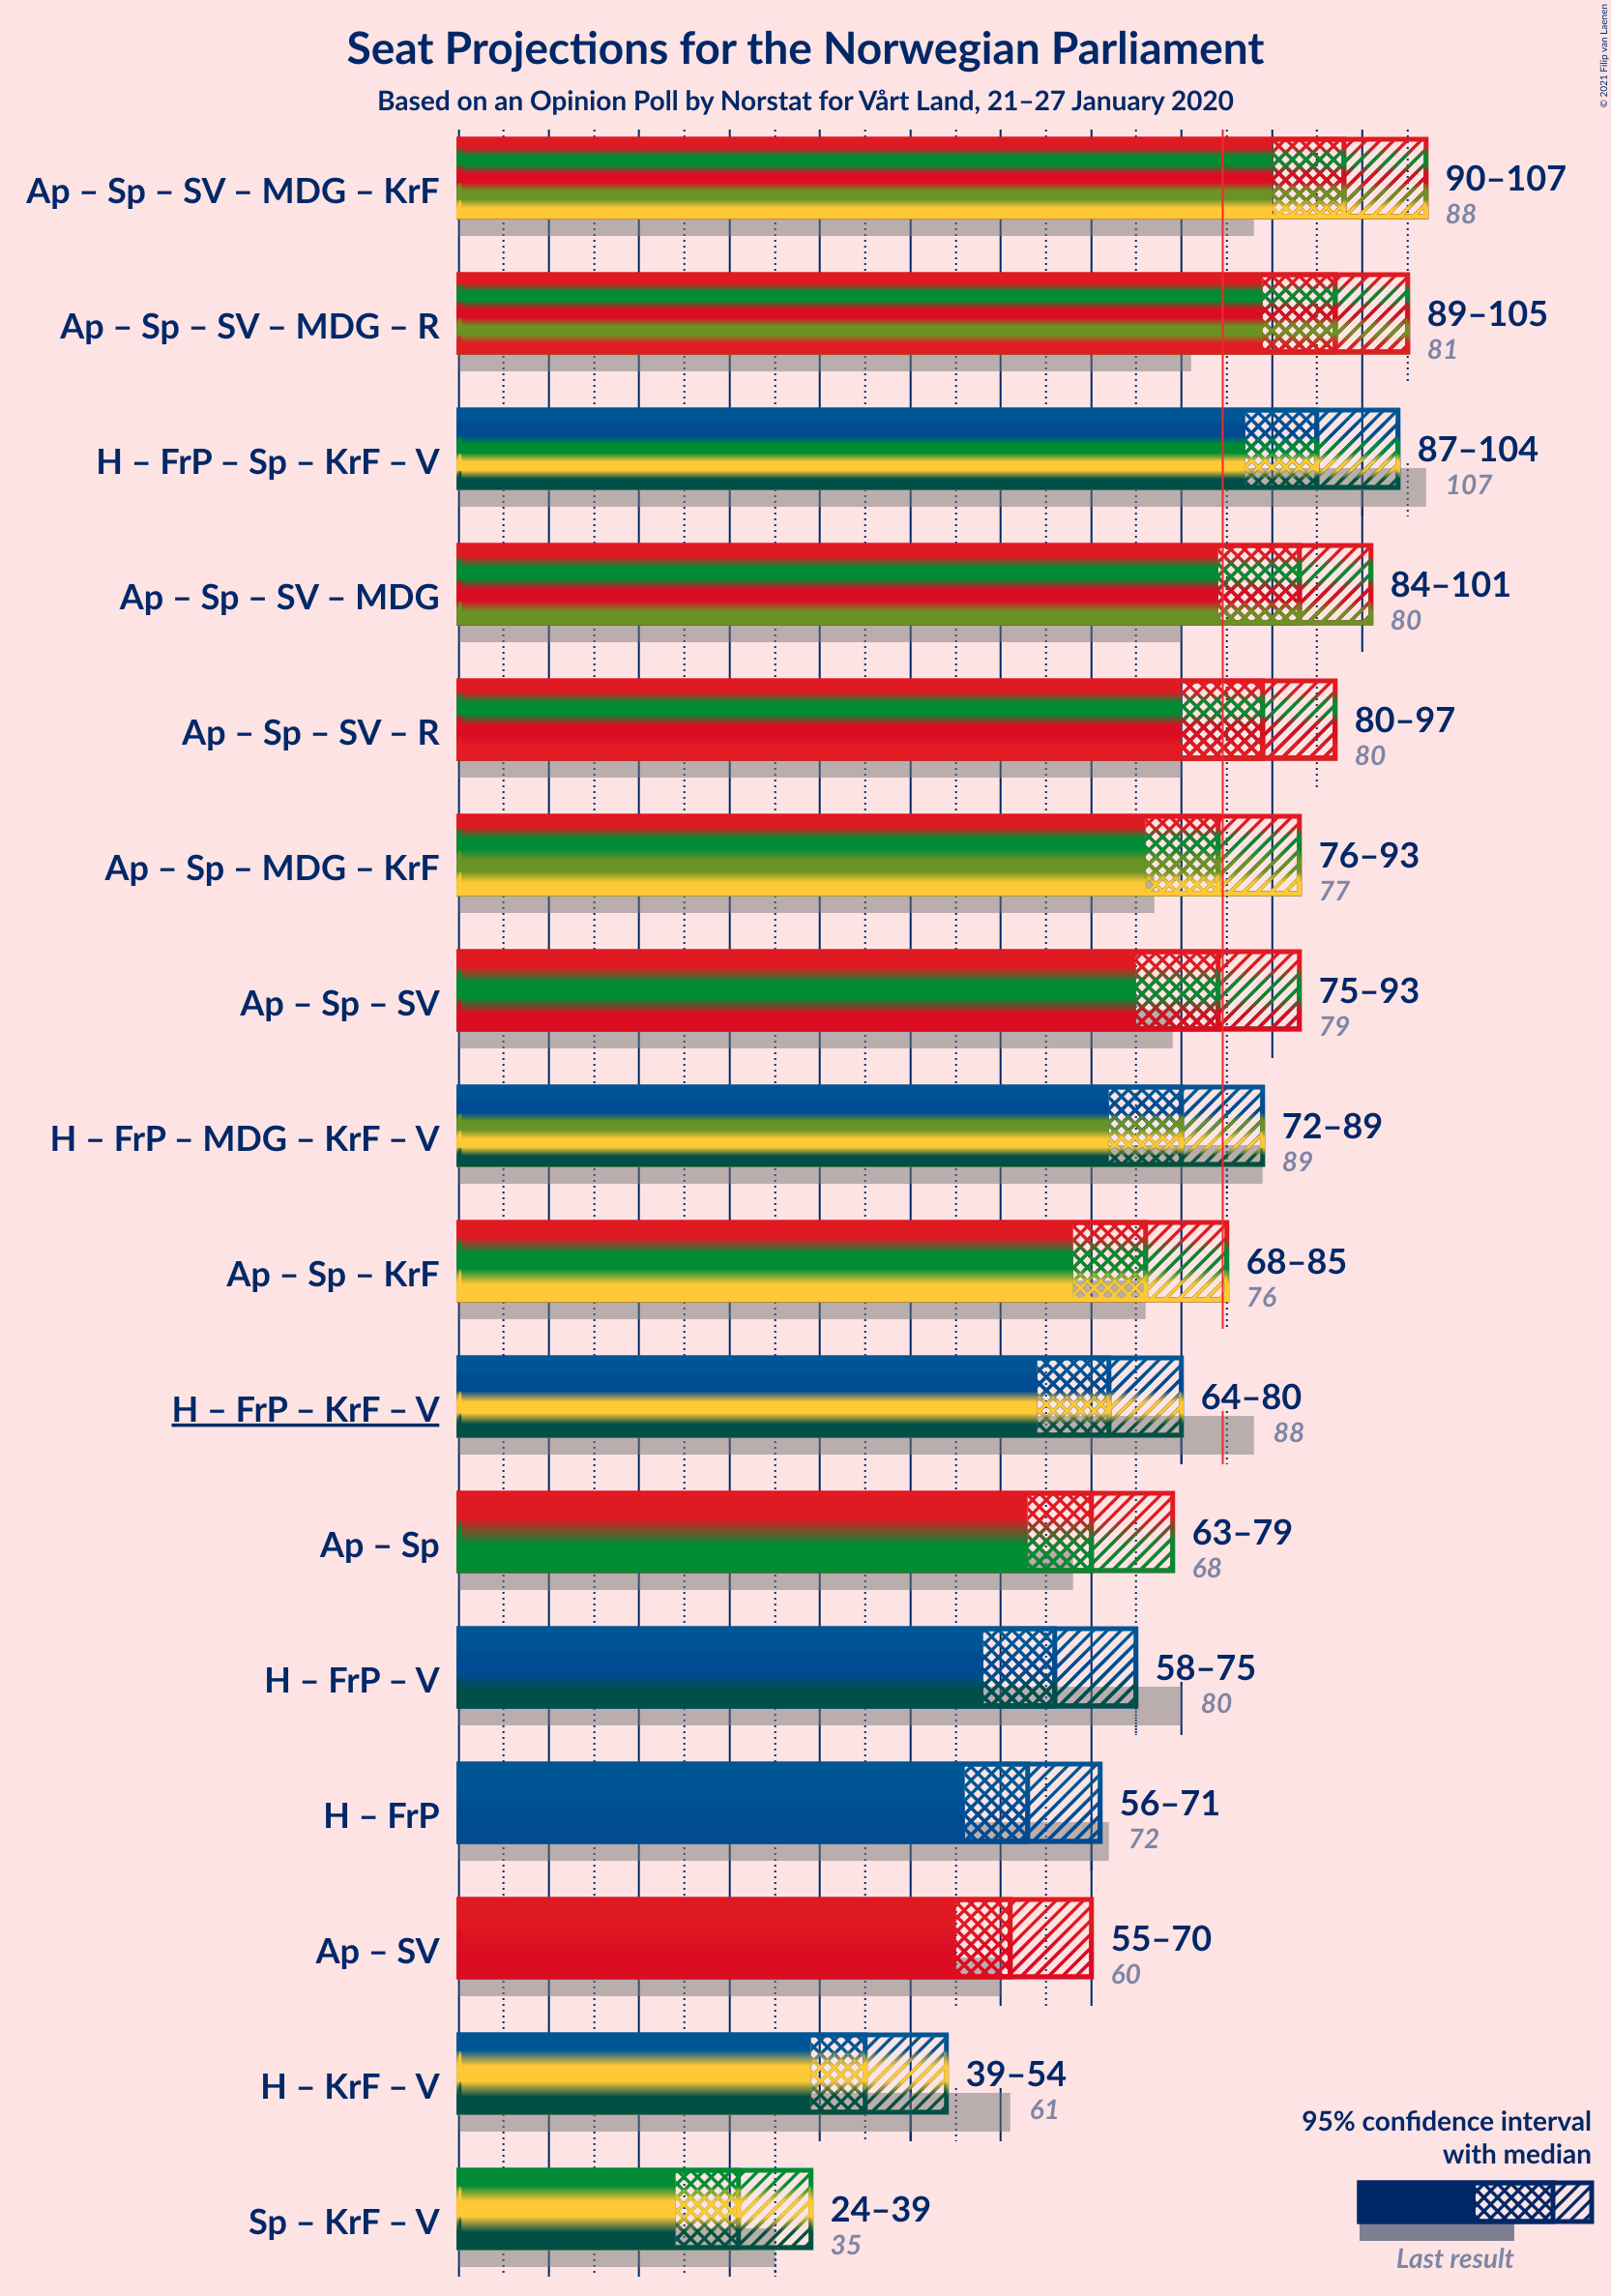 Seat Projections for the Norwegian Parliament
Based on an Opinion Poll by Norstat for Vårt Land, 21–27 January 2020
© 2021 Filip van Laenen
Ap – Sp – SV – MDG – KrF
90–107
88
Ap – Sp – SV – MDG – R
89–105
81
H – FrP – Sp – KrF – V
87–104
107
Ap – Sp – SV – MDG
84–101
80
Ap – Sp – SV – R
80–97
80
Ap – Sp – MDG – KrF
76–93
77
Ap – Sp – SV
75–93
79
H – FrP – MDG – KrF – V
72–89
89
Ap – Sp – KrF
68–85
76
H – FrP – KrF – V
64–80
88
Ap – Sp
63–79
68
H – FrP – V
58–75
80
H – FrP
56–71
72
Ap – SV
55–70
60
H – KrF – V
39–54
61
Sp – KrF – V
24–39
35
95% confidence interval
with median
Last result